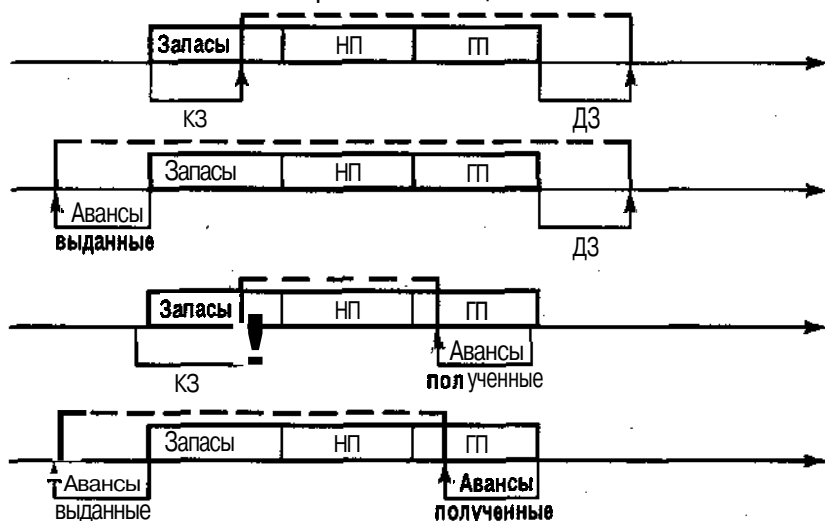 Запасы НП ГП
КЗ ДЗ
Запасы НП ГП
Авансы
выданные ДЗ
Запасы НП ГП
! Авансы
КЗ полученные
Запасы НП ГП
Авансы Авансы
выданные полученные